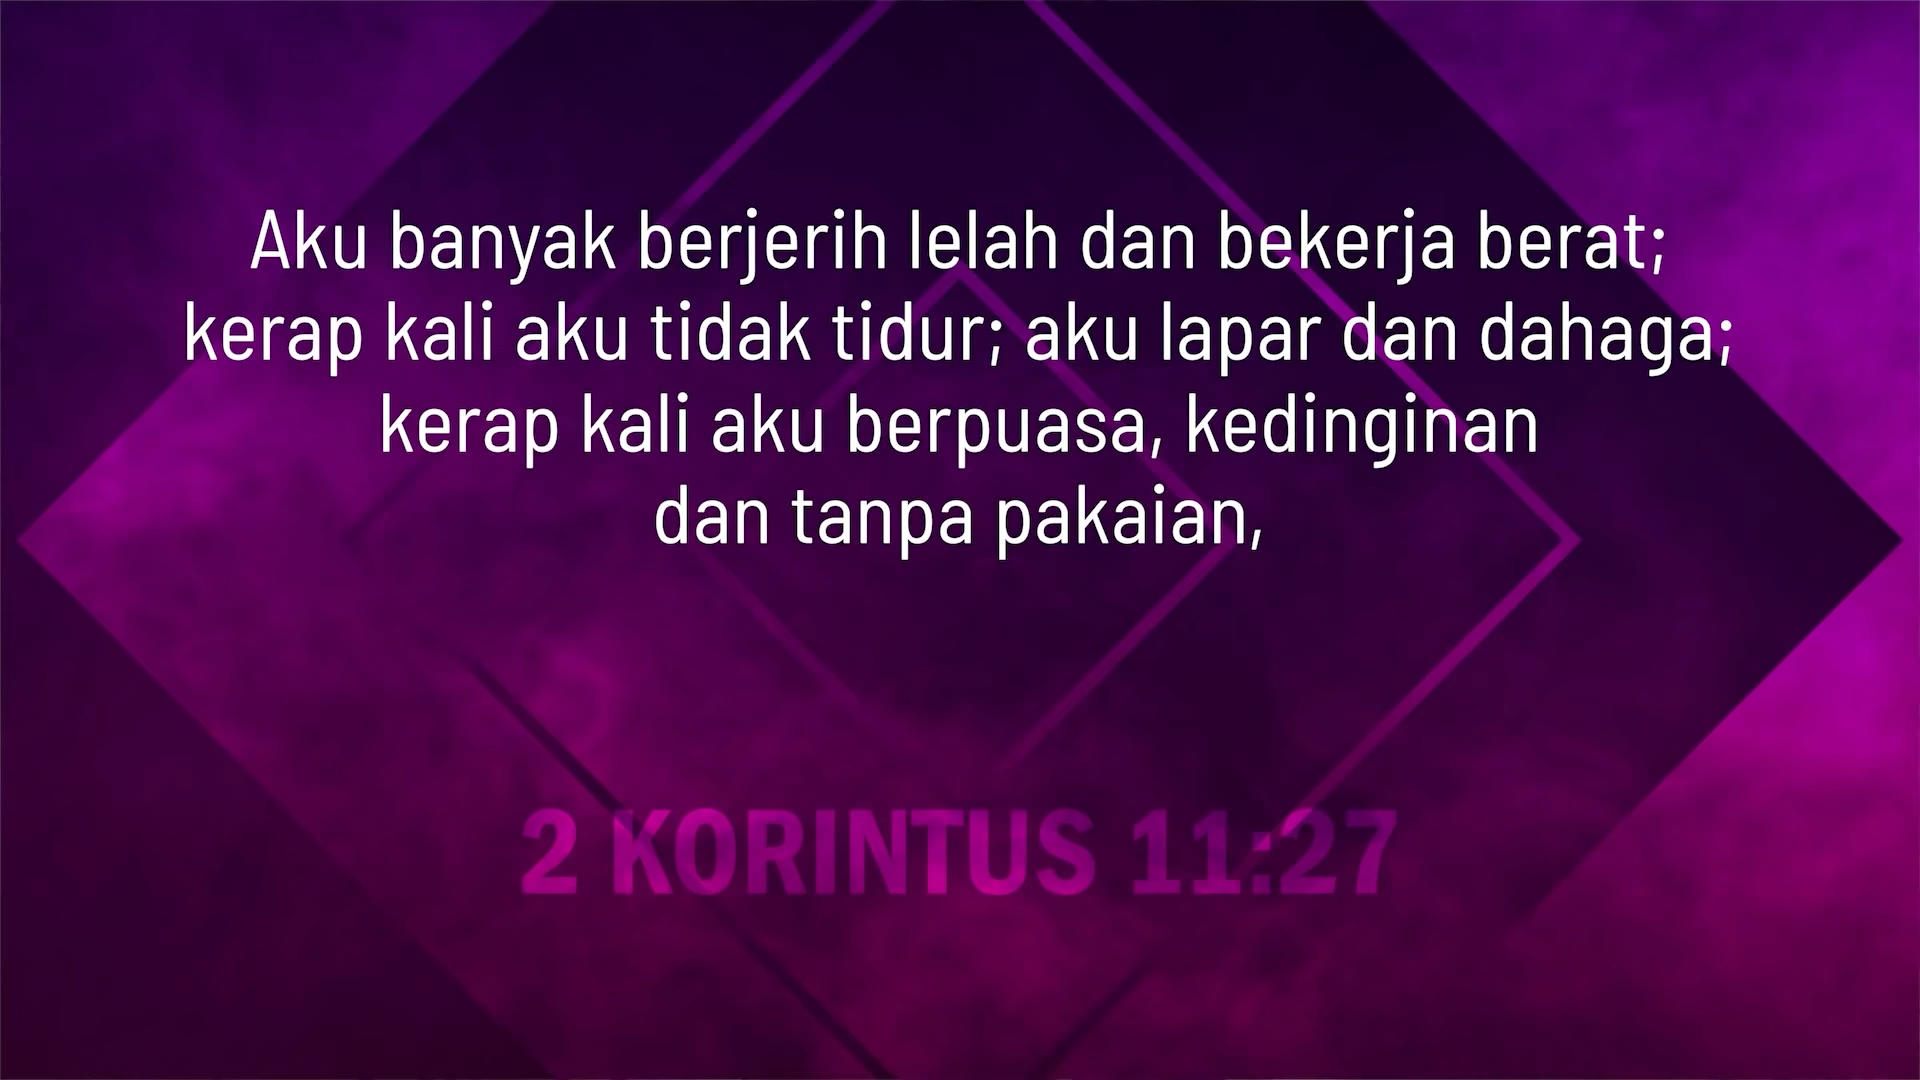 Aku banyak berjerih lelah dan bekerja berat;
kerap kali aku tidak tidur; aku lapar dan dahaga;
kerap kali aku berpuasa, kedinginan
dan tanpa pakaian,
2 KORINTUS 11:27